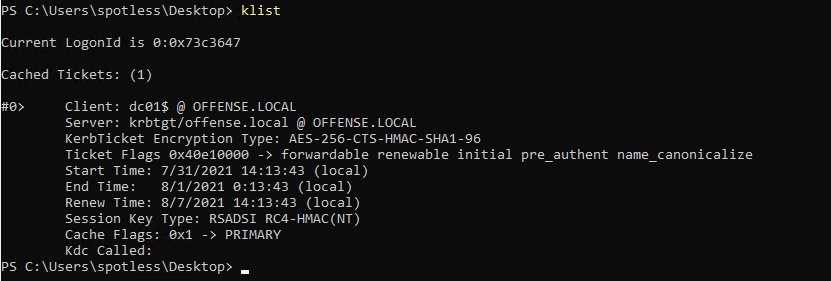 PS C:\Users\spotless\Desktop> klist
Current LogonId is 0:0x73c3647
Cached Tickets: (1)
#0>     Client: dc01$ @ OFFENSE.LOCAL
        Server: krbtgt/offense.local @ OFFENSE.LOCAL
        KerbTicket Encryption Type: AES-256-CTS-HMAC-SHA1-96
        Ticket Flags 0x40e10000 -> forwardable renewable initial pre_authent name_canonicalize
        Start Time: 7/31/2021 14:13:43 (local)
        End Time:   8/1/2021 0:13:43 (local)
        Renew Time: 8/7/2021 14:13:43 (local)
        Session Key Type: RSADSI RC4-HMAC(NT)
        Cache Flags: 0x1 -> PRIMARY
        Kdc Called:
PS C:\Users\spotless\Desktop>